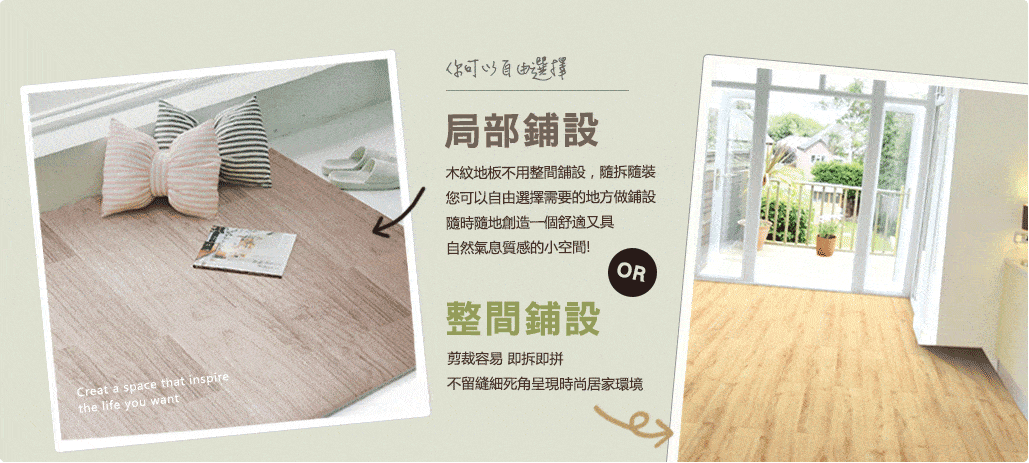 你可以自由選擇
局部鋪設
木紋地板不用整間鋪設，隨拆隨裝
您可以自由選擇需要的地方做鋪設
隨時隨地創造一個舒適又具
自然氣息質感的小空間!
OR
整間鋪設
剪裁容易 即拆即拼
不留縫細死角呈現時尚居家環境
Creat a space that inspire
the life you want